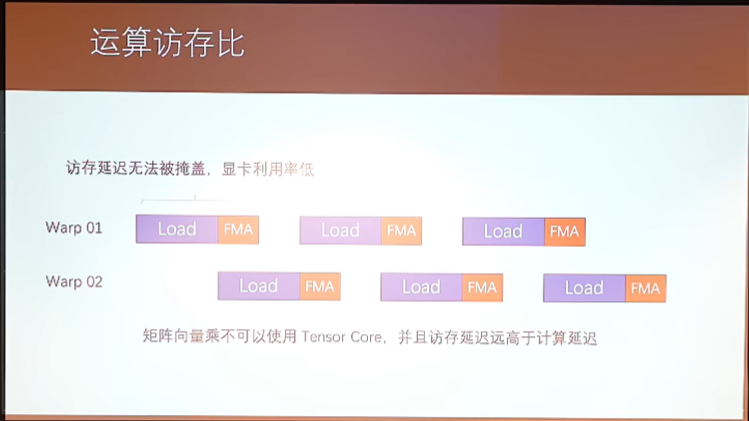 运算访存比
访存延迟无法被掩盖，显卡利用率低
Warp 01 Load FMA Load FMA Load FMA
Warp 02 Load FMA Load FMA Load FMA
矩阵向量乘不可以使用 Tensor Core，并且访存延迟远高于计算延迟